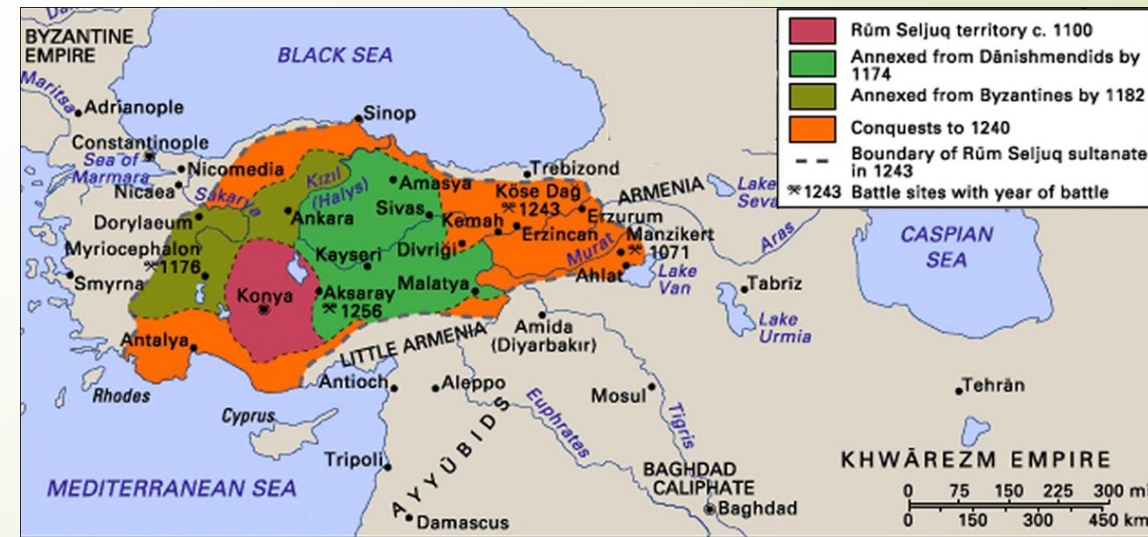 Da
BYZANTINE
EMPIRE
BLACK SEA
Maritsa
Adrianople
Constantinople
Sea of
Marmara
Nicomedia
Nicaea
Sakarya
Sinop
Kızıl
(Halys)
Amasya
Trebizond
Köse Dağ
1243
ARMENIA
Lake
Seva
Dorylaeum
Ankara
Sivas
Kemah
Erzurum
Erzincan
Manzikert
1071
Aras
Myriocephalon
1176
Kayseri
Divriği
Murat
Ahlat
Lake
Van
Smyrna
Konya
Aksaray
1256
Malatya
Tabrīz
Lake
Urmia
CASPIAN
SEA
Antalya
LITTLE ARMENIA
Amida
(Diyarbakır)
Rhodes
Antioch
Aleppo
Mosul
Tehrān
Cyprus
Euphrates
Tigris
Tripoli
AYYŪBIDS
BAGHDAD
CALIPHATE
Baghdad
KHWĀREZM EMPIRE
MEDITERRANEAN SEA
Damascus
0 75 150 225 300 mi
0 150 300 450 km
Rūm Seljuq territory c. 1100
Annexed from Dānishmendids by
1174
Annexed from Byzantines by 1182
Conquests to 1240
Boundary of Rūm Seljuq sultanate
in 1243
1243 Battle sites with year of battle